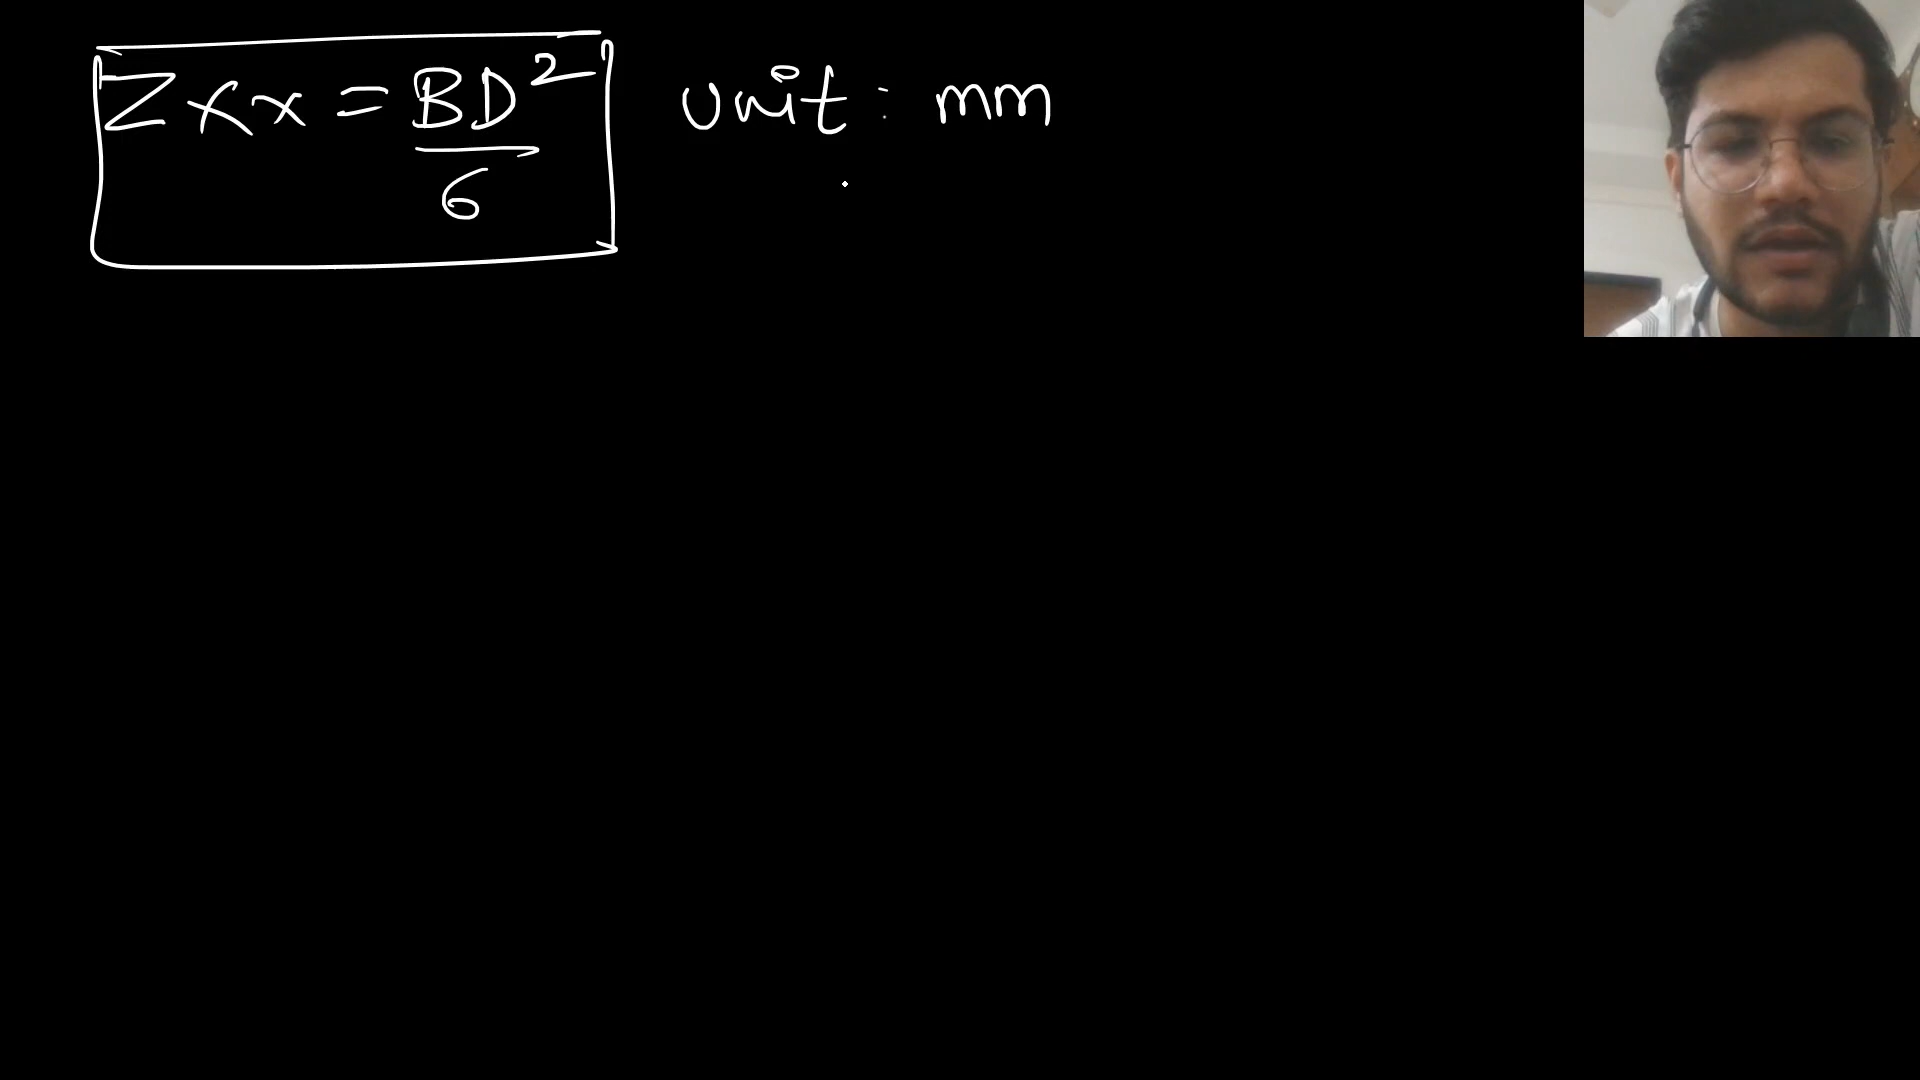 Zxx = BD²/6 unit : mm